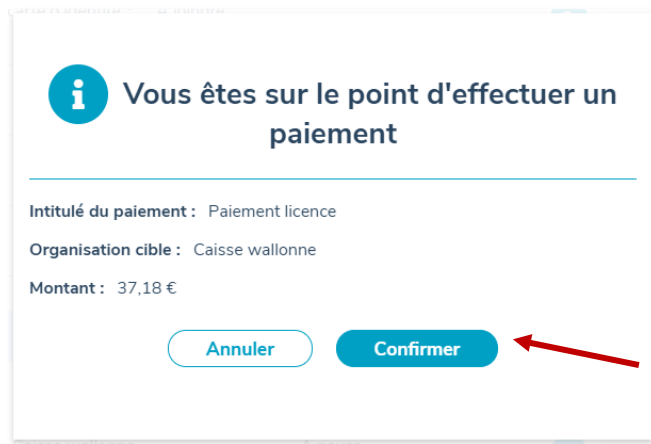 Vous êtes sur le point d'effectuer un
paiement
Intitulé du paiement : Paiement licence
Organisation cible : Caisse wallonne
Montant : 37,18 €
Annuler Confirmer